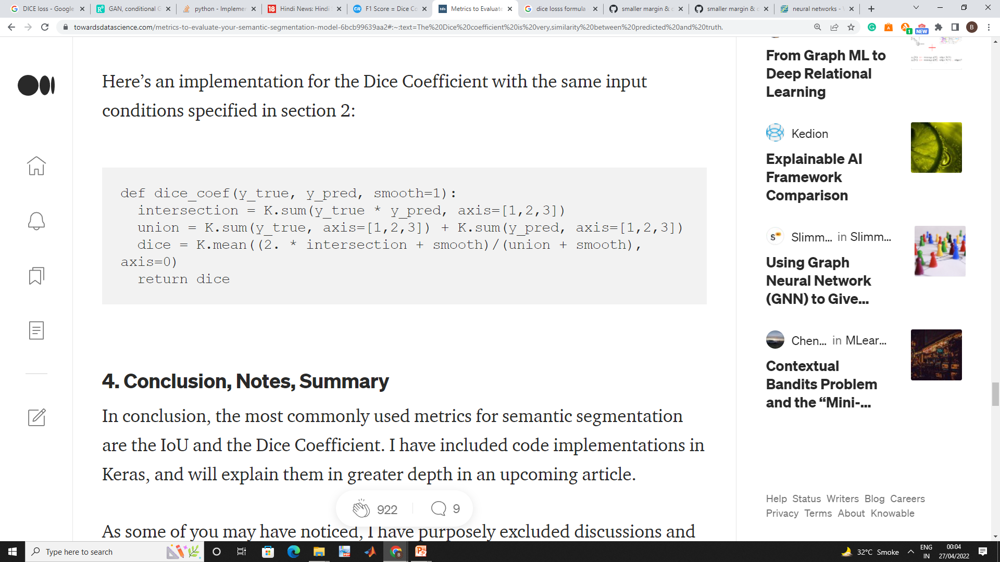 DICE loss - Google
GAN, conditional G
python - Implemen
18 Hindi News: Hindi
CR F1 Score = Dice Co
tds Metrics to Evaluate
dice losss formula
smaller margin & c
smaller margin & c
neural networks -
towardsdatascience.com/metrics-to-evaluate-your-semantic-segmentation-model-6bcb99639aa2#:~:text=The%20Dice%20coefficient%20is%20very,similarity%20between%20predicted%20and%20truth.
1
NEW
B
Here’s an implementation for the Dice Coefficient with the same input
conditions specified in section 2:
def dice_coef(y_true, y_pred, smooth=1):
intersection = K.sum(y_true * y_pred, axis=[1,2,3])
union = K.sum(y_true, axis=[1,2,3]) + K.sum(y_pred, axis=[1,2,3])
dice = K.mean((2. * intersection + smooth)/(union + smooth),
axis=0)
return dice
4. Conclusion, Notes, Summary
In conclusion, the most commonly used metrics for semantic segmentation
are the IoU and the Dice Coefficient. I have included code implementations in
Keras, and will explain them in greater depth in an upcoming article.
922
9
As some of you may have noticed, I have purposely excluded discussions and
From Graph ML to
Deep Relational
Learning
Kedion
Explainable AI
Framework
Comparison
Slimm... in Slimm...
Using Graph
Neural Network
(GNN) to Give...
Chen... in MLear...
Contextual
Bandits Problem
and the “Mini-...
Help Status Writers Blog Careers
Privacy Terms About Knowable
Type here to search
32°C Smoke
ENG
IN
00:04
27/04/2022